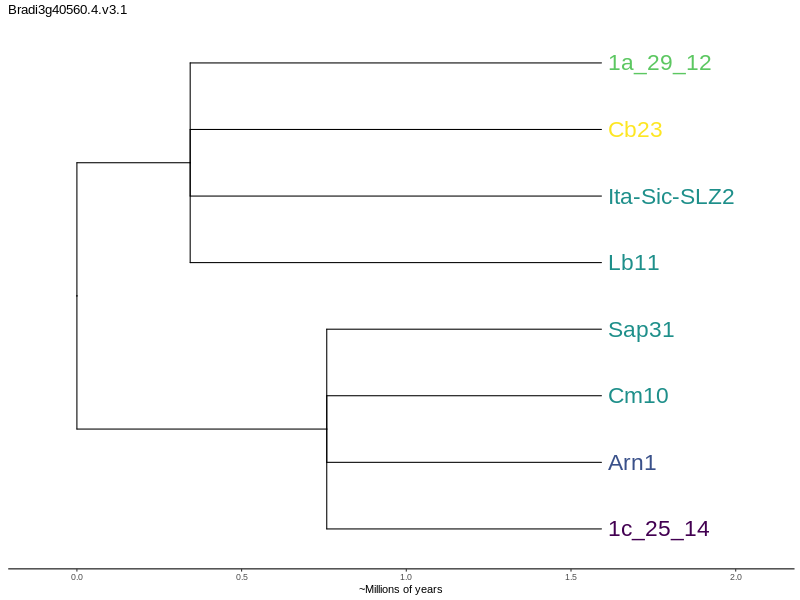 Bradi3g40560.4.v3.1
1a_29_12
Cb23
Ita-Sic-SLZ2
Lb11
Sap31
Cm10
Arn1
1c_25_14
0.0 0.5 1.0 1.5 2.0
~Millions of years